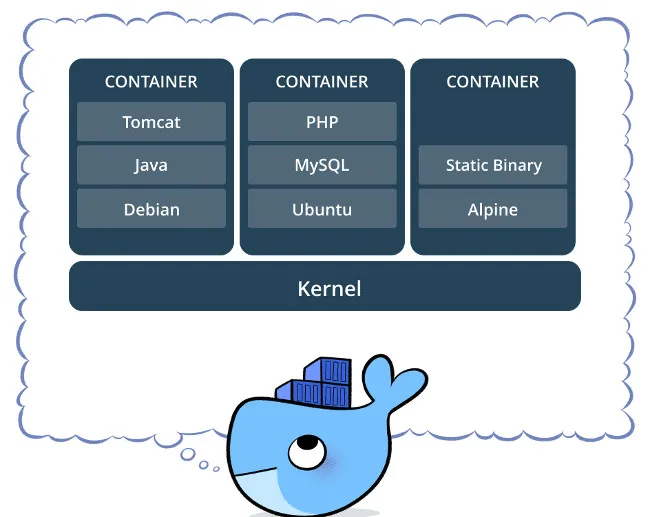 CONTAINER
Tomcat
Java
Debian
CONTAINER
PHP
MySQL
Ubuntu
CONTAINER
Static Binary
Alpine
Kernel